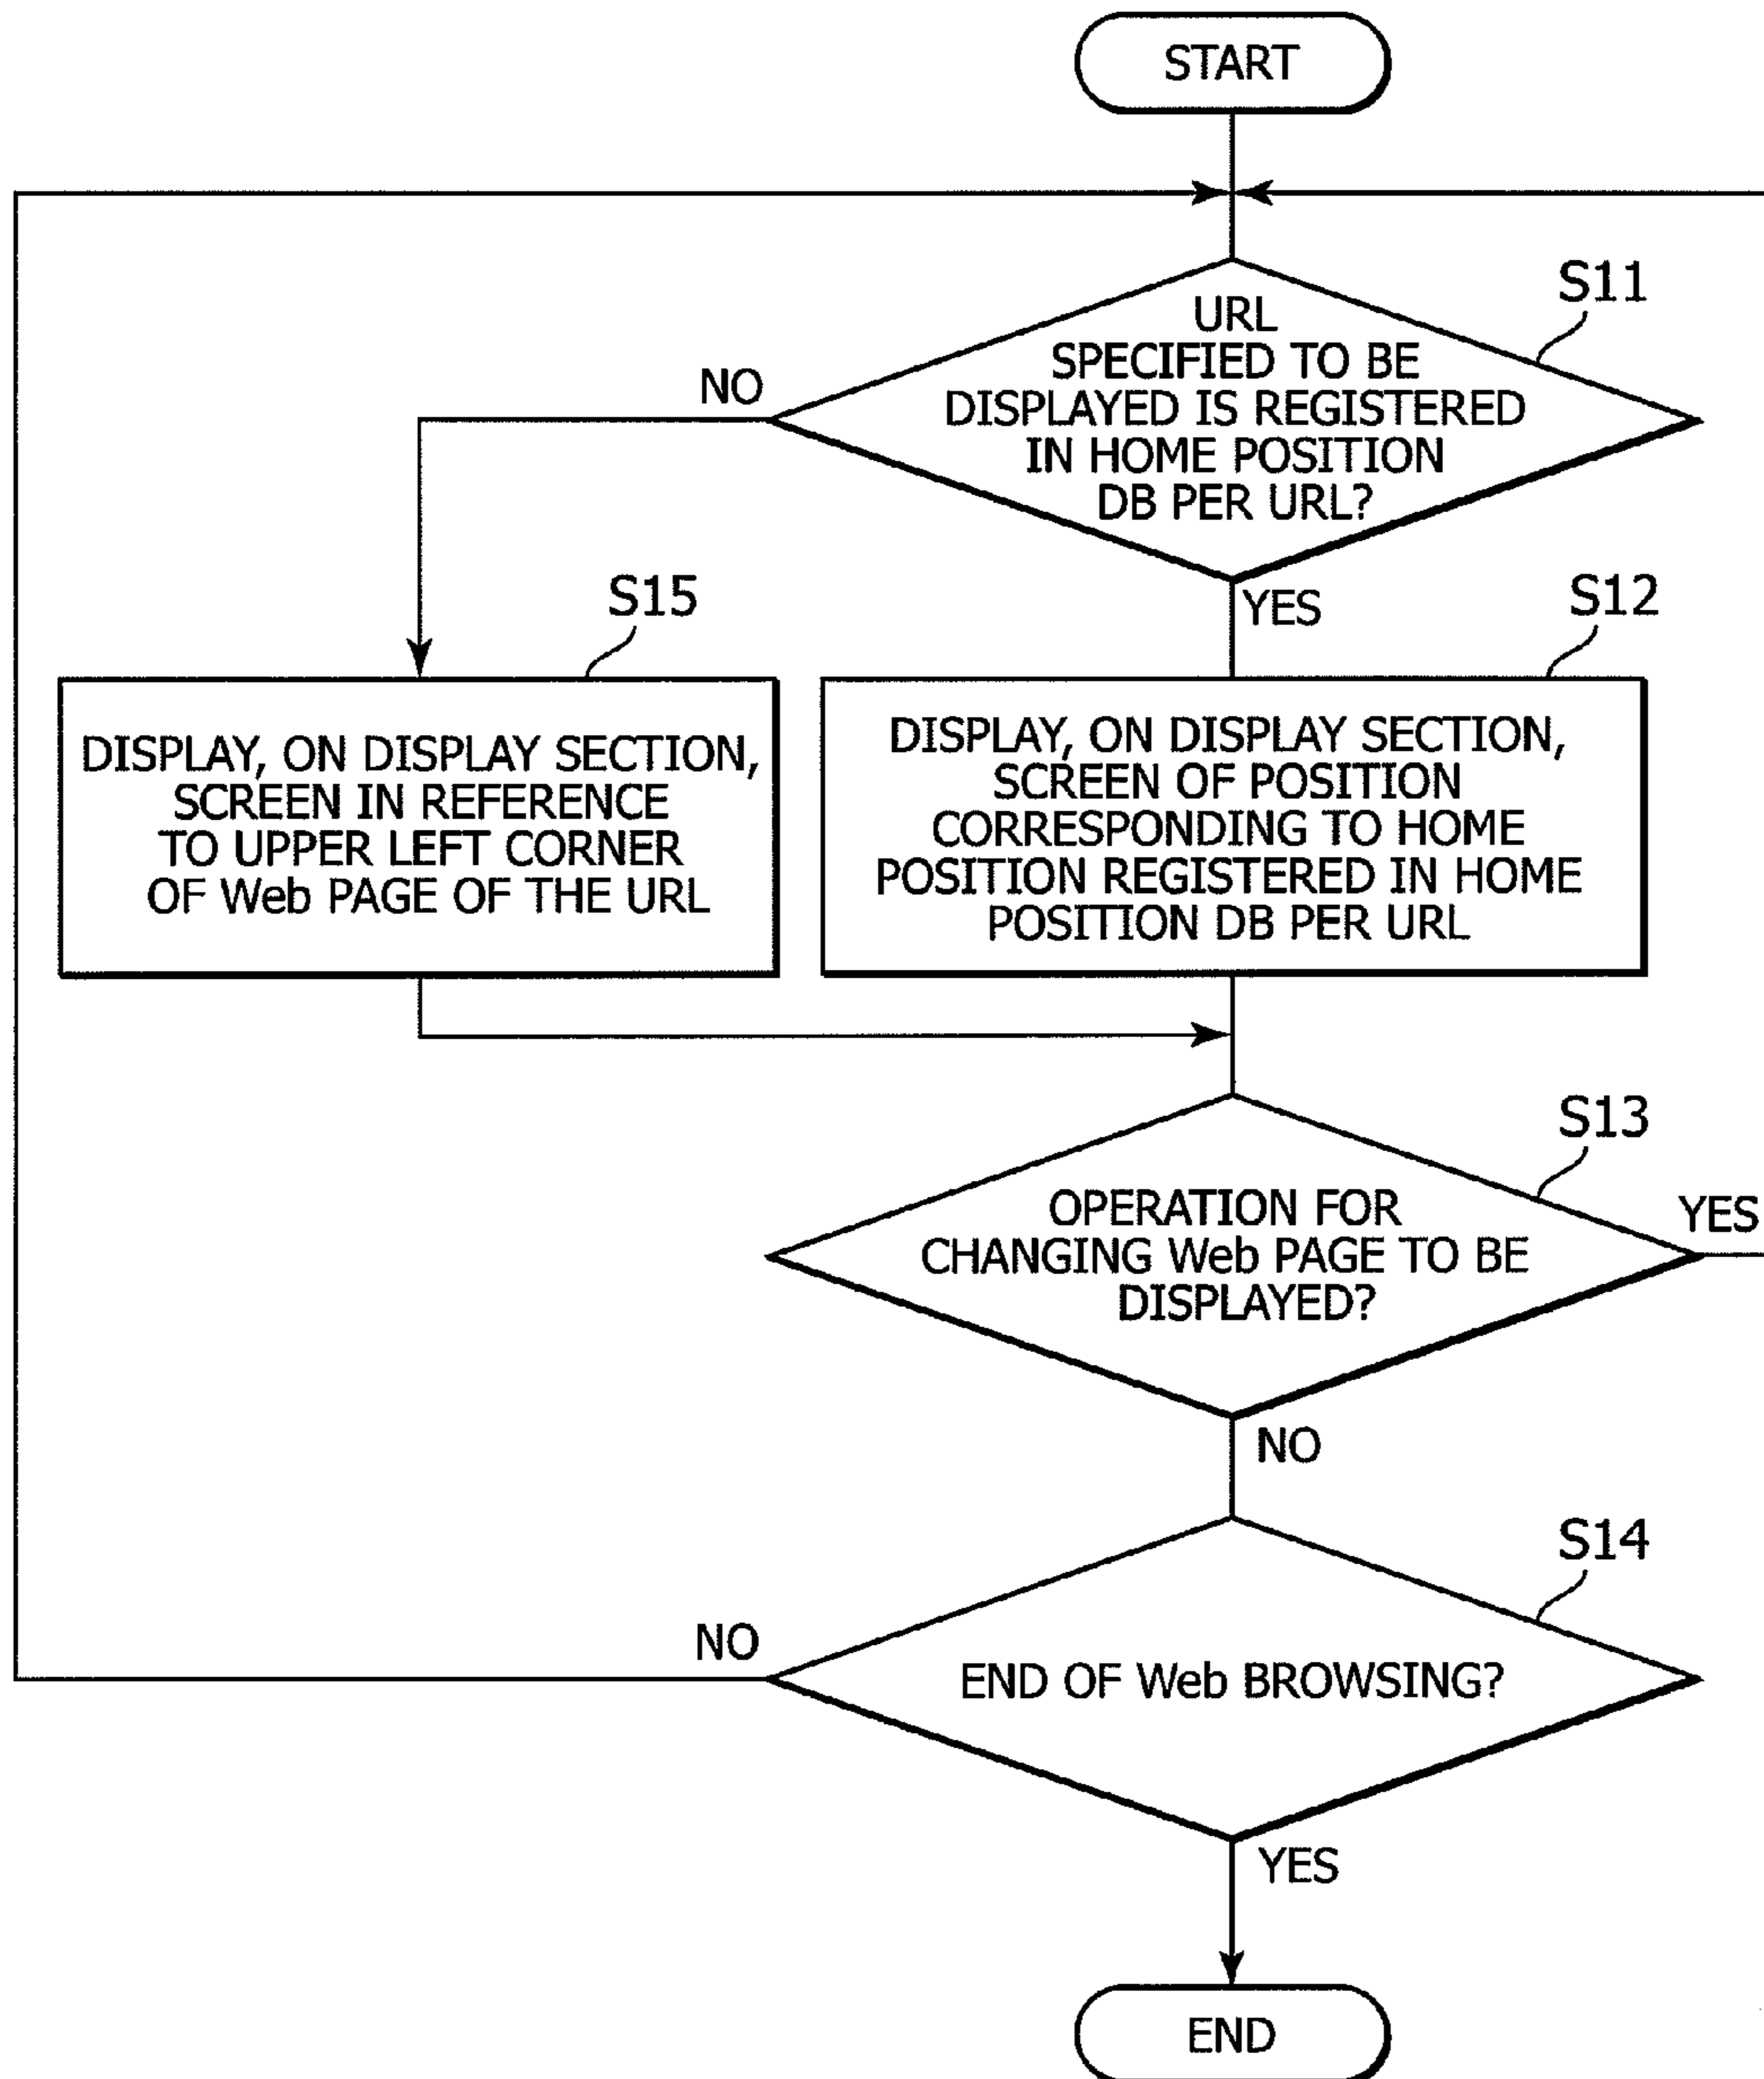 START
S11
URL
SPECIFIED TO BE
DISPLAYED IS REGISTERED
IN HOME POSITION
DB PER URL?
NO
YES
S15
DISPLAY, ON DISPLAY SECTION,
SCREEN IN REFERENCE
TO UPPER LEFT CORNER
OF Web PAGE OF THE URL
S12
DISPLAY, ON DISPLAY SECTION,
SCREEN OF POSITION
CORRESPONDING TO HOME
POSITION REGISTERED IN HOME
POSITION DB PER URL
S13
OPERATION FOR
CHANGING Web PAGE TO BE
DISPLAYED?
YES
NO
S14
END OF Web BROWSING?
NO
YES
END